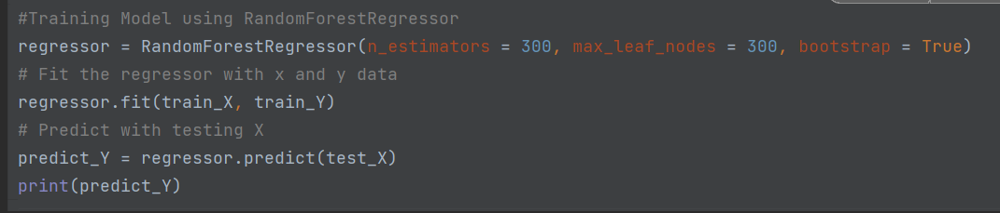 #Training Model using RandomForestRegressor
regressor = RandomForestRegressor(n_estimators = 300, max_leaf_nodes = 300, bootstrap = True)
# Fit the regressor with x and y data
regressor.fit(train_X, train_Y)
# Predict with testing X
predict_Y = regressor.predict(test_X)
print(predict_Y)